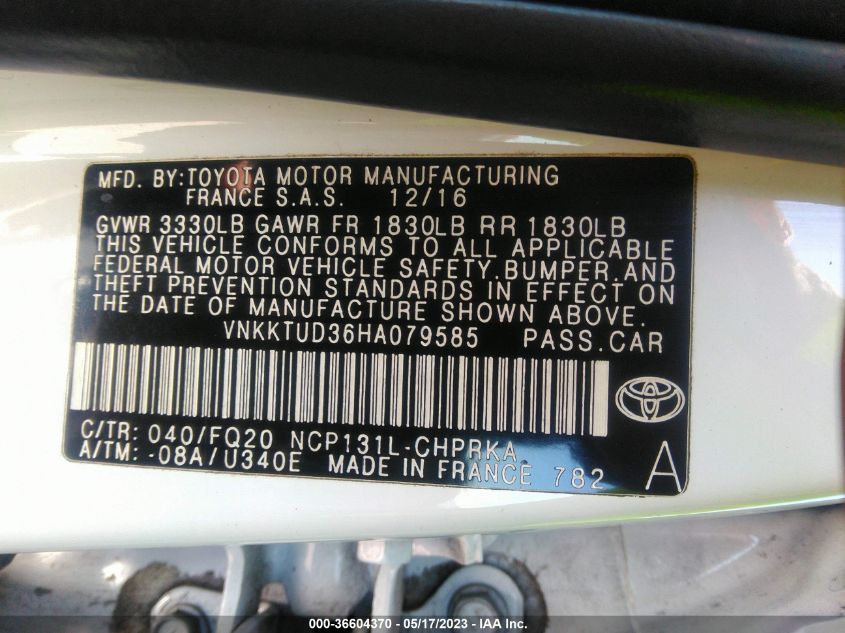 MFD. BY:TOYOTA MOTOR MANUFACTURING
FRANCE S.A.S. 12/16
GVWR 3330LB GAWR FR 1830LB RR 1830LB
THIS VEHICLE CONFORMS TO ALL APPLICABLE
FEDERAL MOTOR VEHICLE SAFETY,BUMPER,AND
THEFT PREVENTION STANDARDS IN EFFECT ON
THE DATE OF MANUFACTURE SHOWN ABOVE.
VNKKTUD36HA079585 PASS.CAR
C/TR: 040/FQ20 NCP131L-CHPRKA
A/TM: -08A/U340E MADE IN FRANCE 782
A
000-36604370 - 05/17/2023 - IAA